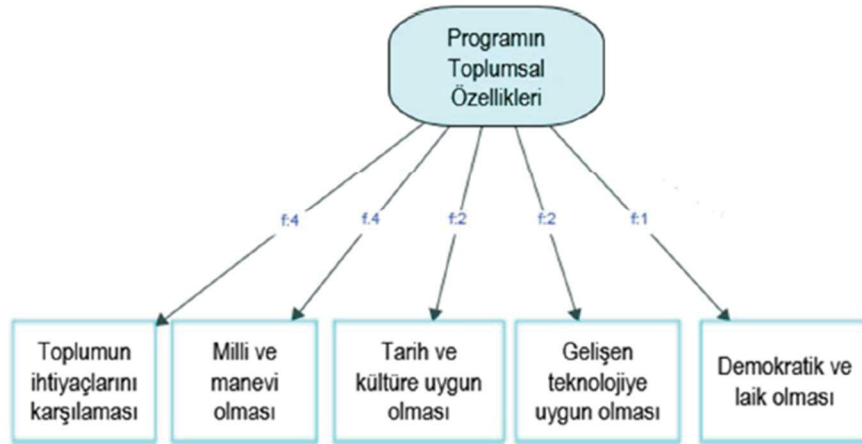 Programın
Toplumsal
Özellikleri
f:4
f:4
f:2
f:2
f:1
Toplumun
ihtiyaçlarını
karşılaması
Milli ve
manevi
olması
Tarih ve
kültüre uygun
olması
Gelişen
teknolojiye
uygun olması
Demokratik ve
laik olması